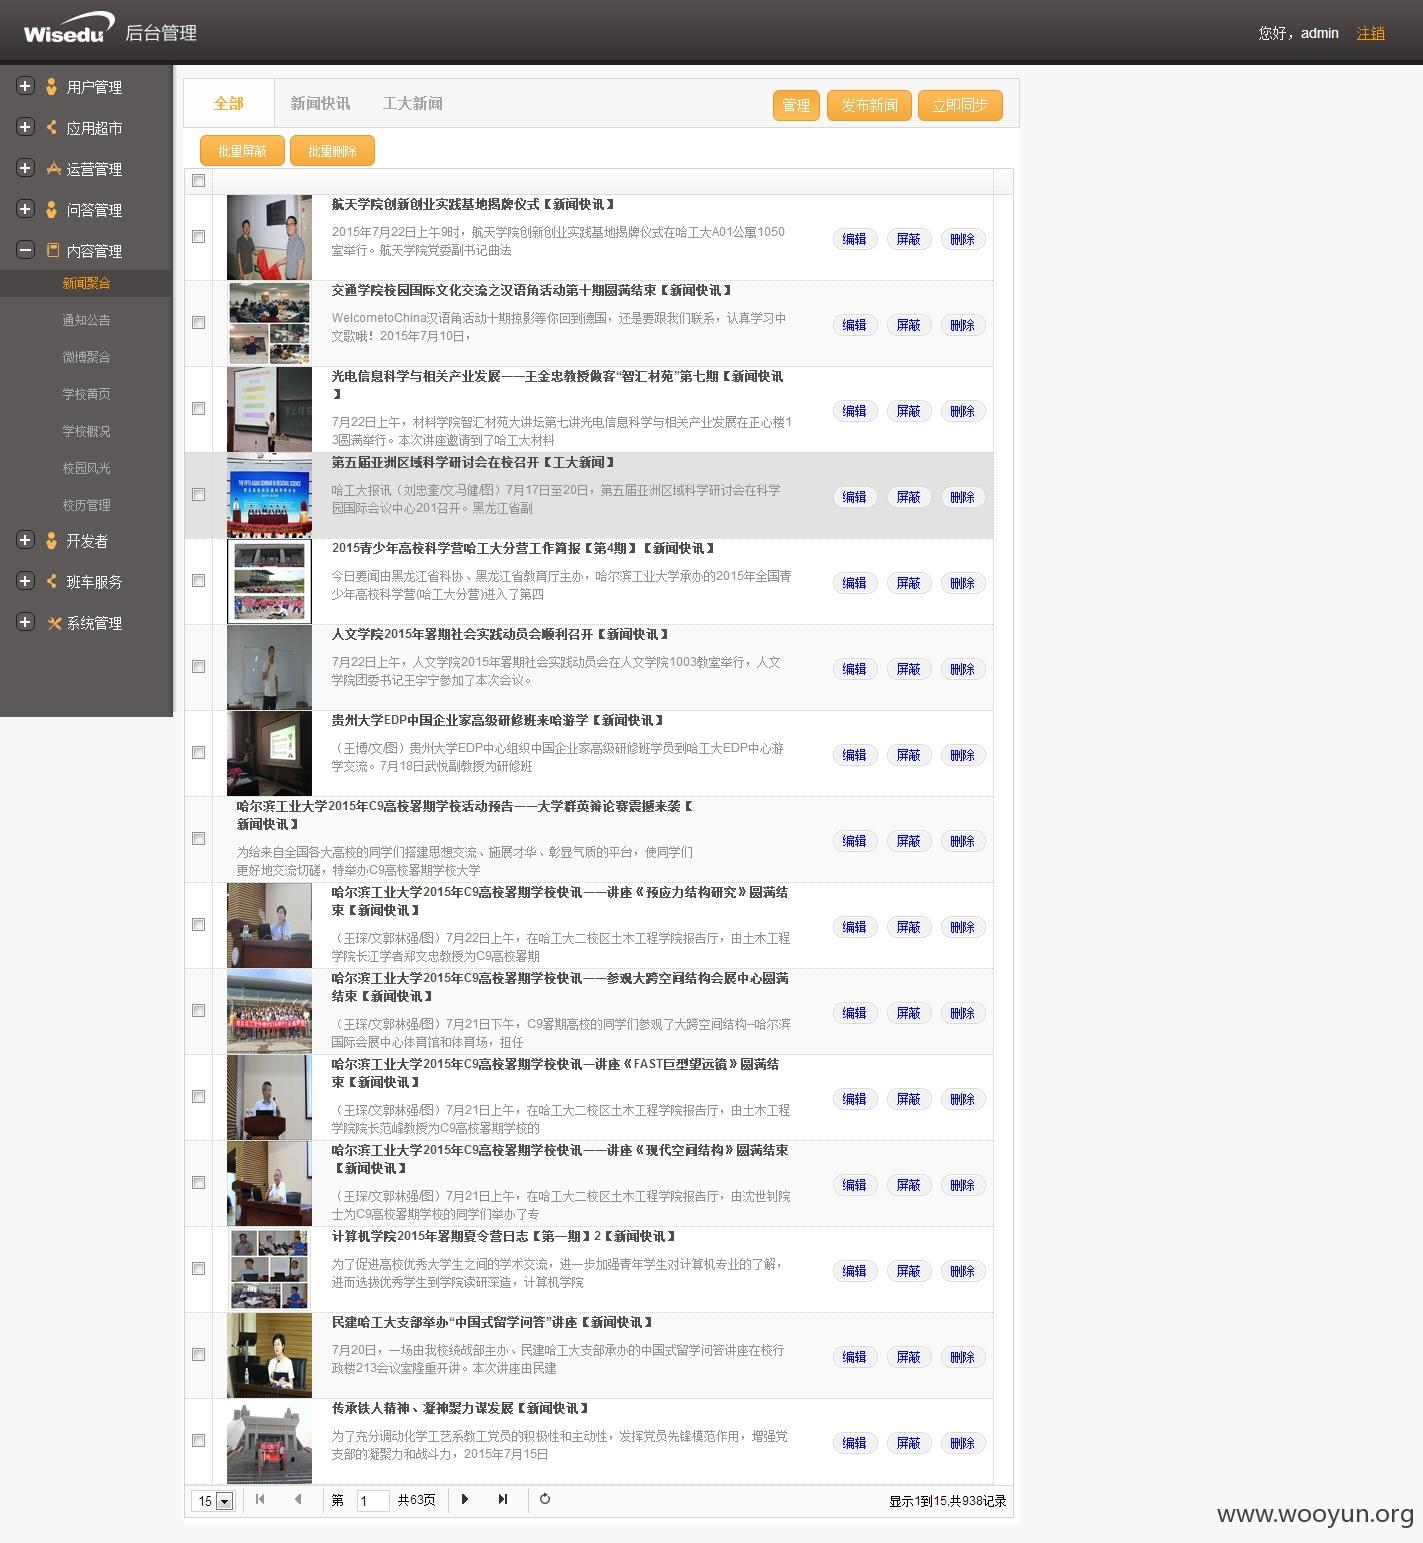 Wisedu 后台管理
您好，admin 注销
用户管理
应用超市
运营管理
问答管理
内容管理
新闻聚合
通知公告
微博聚合
学校黄页
学校概况
校园风光
校历管理
开发者
班车服务
系统管理
全部 新闻快讯 工大新闻 管理 发布新闻 立即同步
批量屏蔽 批量删除
航天学院创新创业实践基地揭牌仪式【新闻快讯】
2015年7月22日上午9时，航天学院创新创业实践基地揭牌仪式在哈工大A01公寓1050
室举行。航天学院党委副书记曲法
编辑 屏蔽 删除
交通学院校园国际文化交流之汉语角活动第十期圆满结束【新闻快讯】
WelcometoChina汉语角活动十期掠影等你回到德国，还是要跟我们联系，认真学习中
文歌哦！2015年7月10日，
编辑 屏蔽 删除
光电信息科学与相关产业发展——王金忠教授做客“智汇材苑”第七期【新闻快讯
】
7月22日上午，材料学院智汇材苑大讲坛第七讲光电信息科学与相关产业发展在正心楼1
3圆满举行。本次讲座邀请到了哈工大材料
编辑 屏蔽 删除
THE FIFTH ASIAN SEMINAR IN REGIONAL SCIENCE
第五届亚洲区域科学研讨会在校召开【工大新闻】
哈工大报讯（刘忠奎/文冯健/图）7月17日至20日，第五届亚洲区域科学研讨会在科学
园国际会议中心201召开。黑龙江省副
编辑 屏蔽 删除
2015青少年高校科学营哈工大分营工作简报【第4期】【新闻快讯】
今日要闻由黑龙江省科协、黑龙江省教育厅主办，哈尔滨工业大学承办的2015年全国青
少年高校科学营(哈工大分营)进入了第四
编辑 屏蔽 删除
人文学院2015年暑期社会实践动员会顺利召开【新闻快讯】
7月22日上午，人文学院2015年暑期社会实践动员会在人文学院1003教室举行，人文
学院团委书记王宇宁参加了本次会议。
编辑 屏蔽 删除
贵州大学EDP中国企业家高级研修班来哈游学【新闻快讯】
（王博/文/图）贵州大学EDP中心组织中国企业家高级研修班学员到哈工大EDP中心游
学交流。7月18日武悦副教授为研修班
编辑 屏蔽 删除
哈尔滨工业大学2015年C9高校暑期学校活动预告——大学群英辩论赛震撼来袭【
新闻快讯】
为给来自全国各大高校的同学们搭建思想交流、施展才华、彰显气质的平台，使同学们
更好地交流切磋，特举办C9高校暑期学校大学
编辑 屏蔽 删除
哈尔滨工业大学2015年C9高校暑期学校快讯——讲座《预应力结构研究》圆满结
束【新闻快讯】
（王琛/文郭林强/图）7月22日上午，在哈工大二校区土木工程学院报告厅，由土木工程
学院长江学者郑文忠教授为C9高校暑期
编辑 屏蔽 删除
哈尔滨工业大学2015年C9高校暑期学校快讯——参观大跨空间结构会展中心圆满
结束【新闻快讯】
（王琛/文郭林强/图）7月21日下午，C9暑期高校的同学们参观了大跨空间结构--哈尔滨
国际会展中心体育馆和体育场，担任
编辑 屏蔽 删除
哈尔滨工业大学2015年C9高校暑期学校快讯—讲座《FAST巨型望远镜》圆满结
束【新闻快讯】
（王琛/文郭林强/图）7月21日上午，在哈工大二校区土木工程学院报告厅，由土木工程
学院院长范峰教授为C9高校暑期学校的
编辑 屏蔽 删除
哈尔滨工业大学2015年C9高校暑期学校快讯——讲座《现代空间结构》圆满结束
【新闻快讯】
（王琛/文郭林强/图）7月21日上午，在哈工大二校区土木工程学院报告厅，由沈世钊院
士为C9高校暑期学校的同学们举办了专
编辑 屏蔽 删除
计算机学院2015年暑期夏令营日志【第一期】2【新闻快讯】
为了促进高校优秀大学生之间的学术交流，进一步加强青年学生对计算机专业的了解，
进而选拔优秀学生到学院读研深造，计算机学院
编辑 屏蔽 删除
民建哈工大支部举办“中国式留学问答”讲座【新闻快讯】
7月20日，一场由我校统战部主办、民建哈工大支部承办的中国式留学问答讲座在校行
政楼213会议室隆重开讲。本次讲座由民建
编辑 屏蔽 删除
传承铁人精神、凝神聚力谋发展【新闻快讯】
为了充分调动化学工艺系教工党员的积极性和主动性，发挥党员先锋模范作用，增强党
支部的凝聚力和战斗力，2015年7月15日
编辑 屏蔽 删除
15 第 1 共63页 显示1到15,共938记录
www.wooyun.org